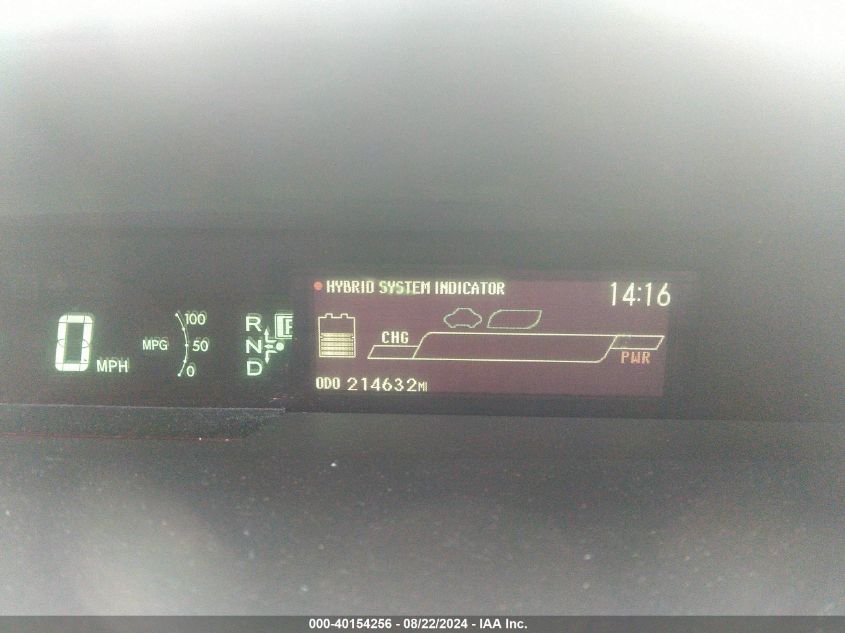 HYBRID SYSTEM INDICATOR
14:16
0 MPH
MPG
100
50
0
R
N
D
P
CHG
PWR
ODO 214632MI
000-40154256 - 08/22/2024 - IAA Inc.